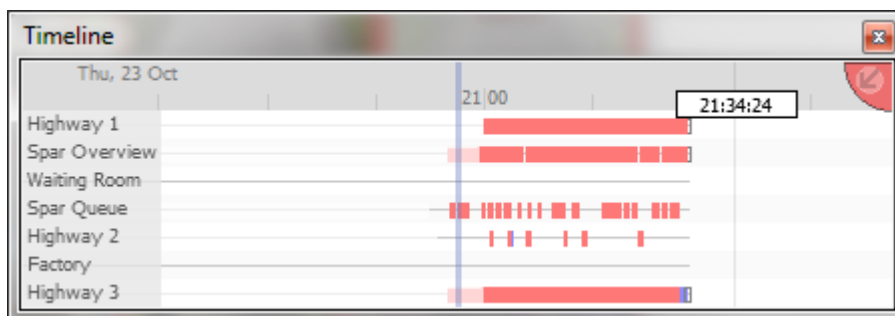 Timeline
Thu, 23 Oct
21 00
21:34:24
Highway 1
Spar Overview
Waiting Room
Spar Queue
Highway 2
Factory
Highway 3